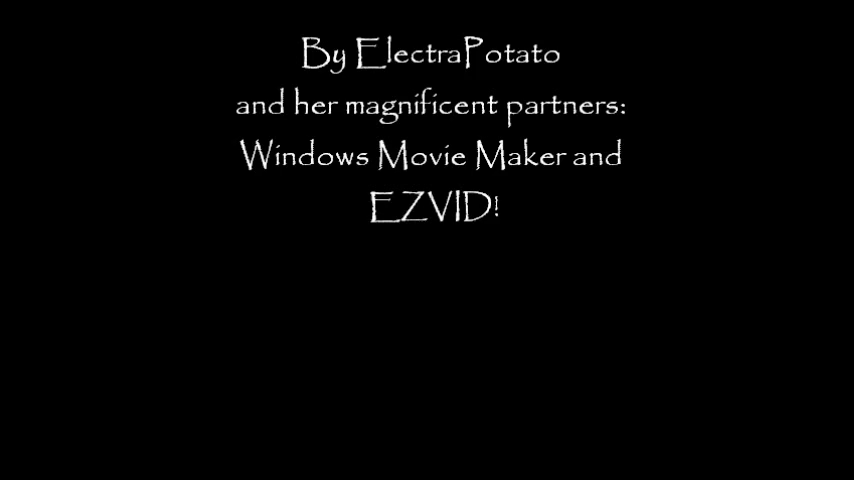 By ElectraPotato
and her magnificent partners:
Windows Movie Maker and
EZVID!